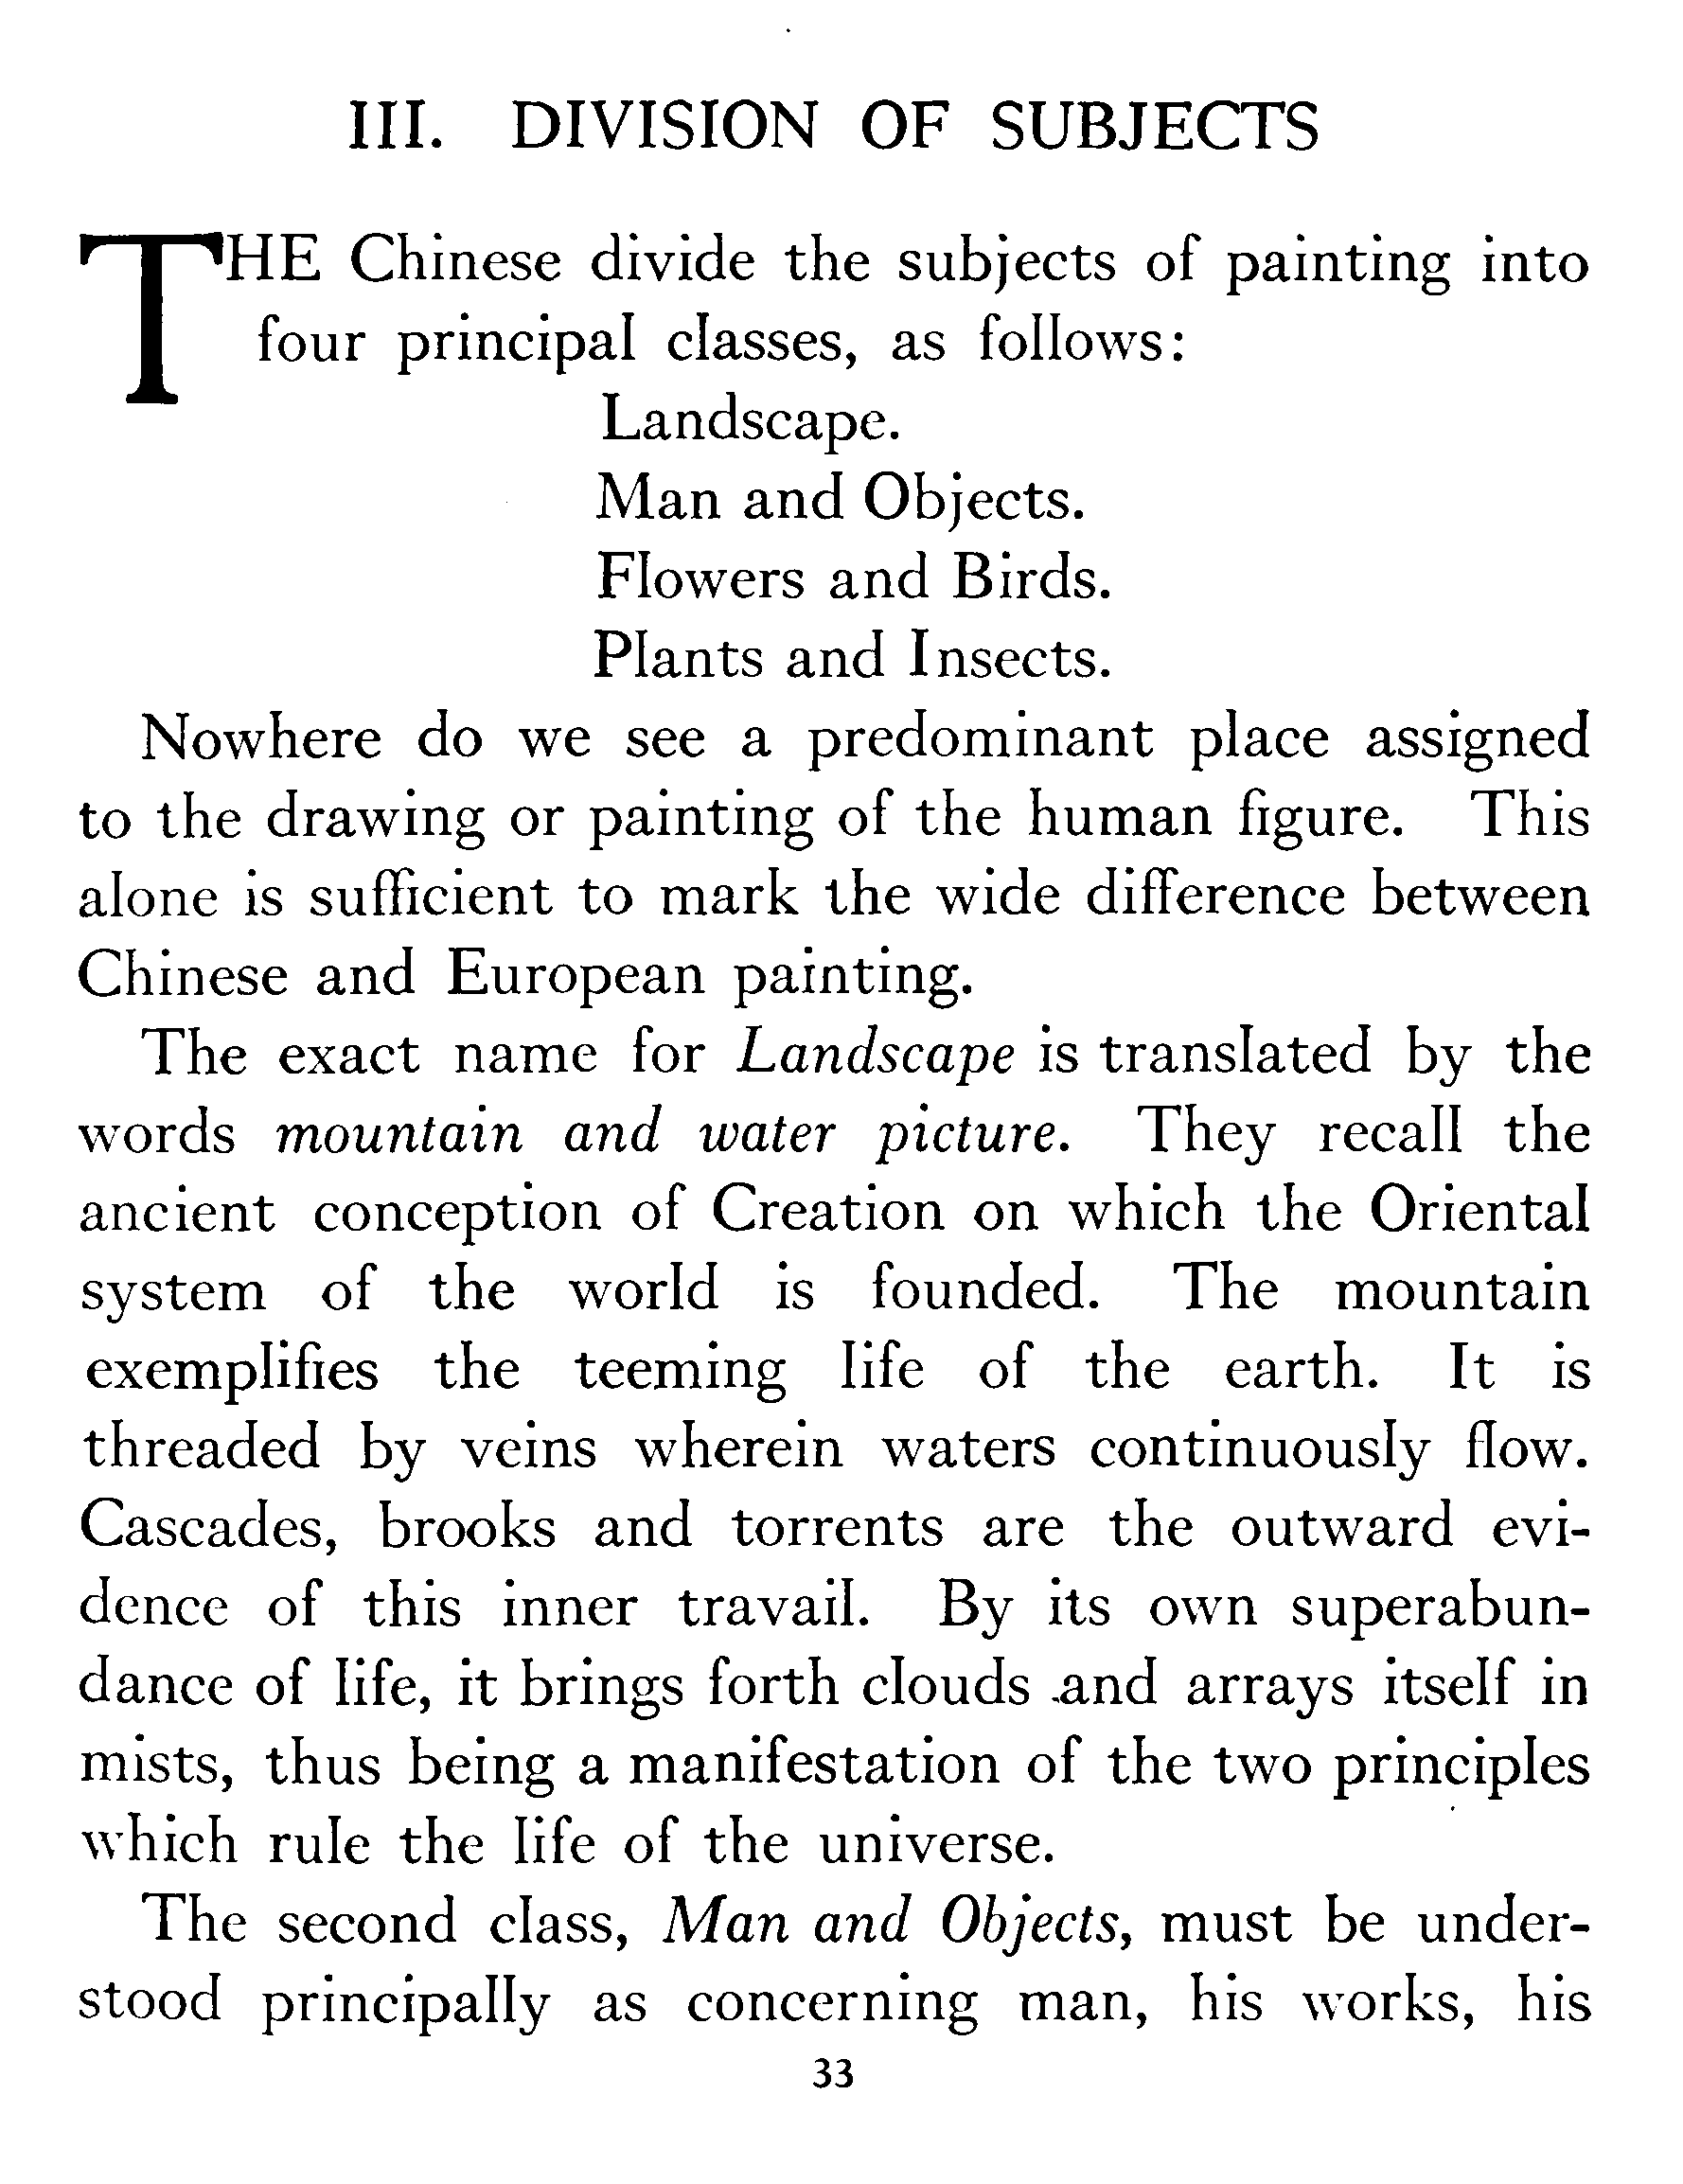 III. DIVISION OF SUBJECTS
THE Chinese divide the subjects of painting into
four principal classes, as follows:
Landscape.
Man and Objects.
Flowers and Birds.
Plants and Insects.
Nowhere do we see a predominant place assigned
to the drawing or painting of the human figure. This
alone is sufficient to mark the wide difference between
Chinese and European painting.
The exact name for Landscape is translated by the
words mountain and water picture. They recall the
ancient conception of Creation on which the Oriental
system of the world is founded. The mountain
exemplifies the teeming life of the earth. It is
threaded by veins wherein waters continuously flow.
Cascades, brooks and torrents are the outward evi-
dence of this inner travail. By its own superabun-
dance of life, it brings forth clouds and arrays itself in
mists, thus being a manifestation of the two principles
which rule the life of the universe.
The second class, Man and Objects, must be under-
stood principally as concerning man, his works, his
33